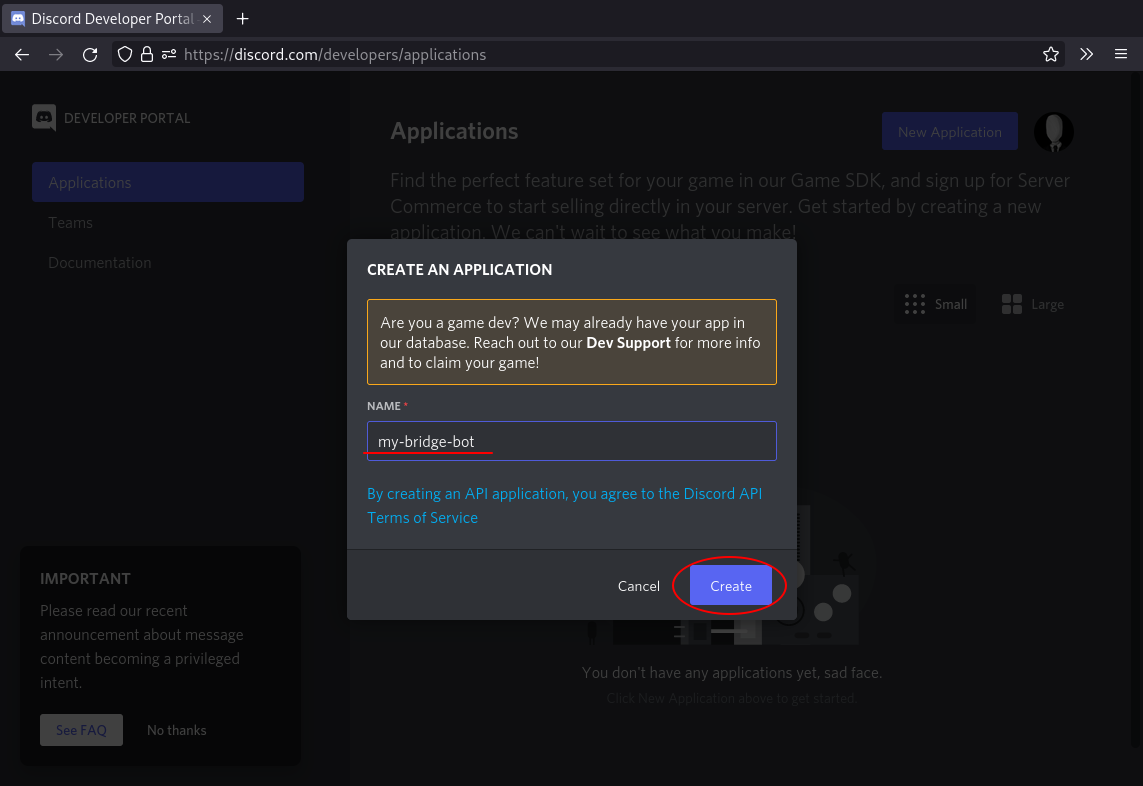 Discord Developer Portal
https://discord.com/developers/applications
DEVELOPER PORTAL
Applications
Teams
Documentation
Applications
New Application
Find the perfect feature set for your game in our Game SDK, and sign up for Server
Commerce to start selling directly in your server. Get started by creating a new
application. We can't wait to see what you make!
Small
Large
CREATE AN APPLICATION
Are you a game dev? We may already have your app in
our database. Reach out to our Dev Support for more info
and to claim your game!
NAME *
my-bridge-bot
By creating an API application, you agree to the Discord API
Terms of Service
Cancel
Create
You don't have any applications yet, sad face.
Click New Application above to get started.
IMPORTANT
Please read our recent
announcement about message
content becoming a privileged
intent.
See FAQ
No thanks